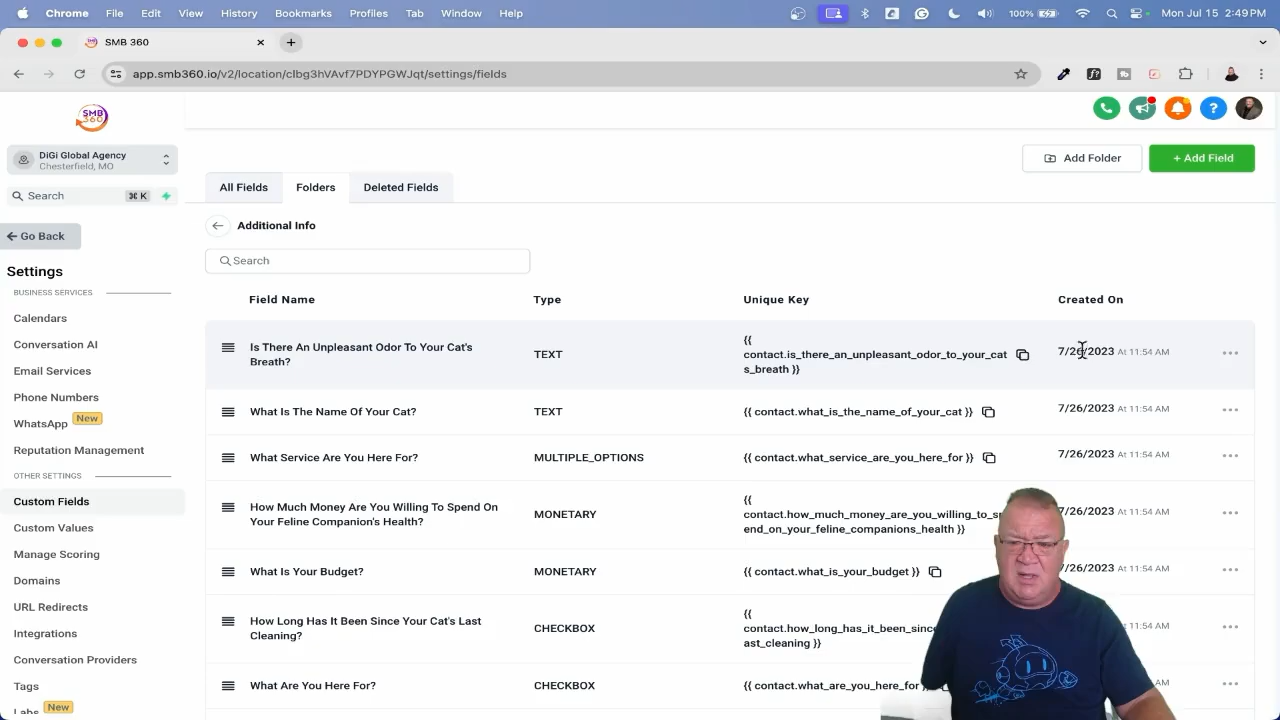 Chrome File Edit View History Bookmarks Profiles Tab Window Help 100% Mon Jul 15 2:49 PM
SMB 360
app.smb360.io/v2/location/clbg3hVAvf7PDYPGWJqt/settings/fields
SMB
360
DiGi Global Agency
Chesterfield, MO
Add Folder
+ Add Field
All Fields Folders Deleted Fields
Search ⌘ K
Additional Info
Go Back
Search
Settings
BUSINESS SERVICES
Calendars
Conversation AI
Email Services
Phone Numbers
WhatsApp New
Reputation Management
OTHER SETTINGS
Custom Fields
Custom Values
Manage Scoring
Domains
URL Redirects
Integrations
Conversation Providers
Tags
Labs New
Field Name Type Unique Key Created On
Is There An Unpleasant Odor To Your Cat's
Breath?
TEXT
{{
contact.is_there_an_unpleasant_odor_to_your_cat
s_breath }}
7/26/2023 At 11:54 AM
What Is The Name Of Your Cat? TEXT {{ contact.what_is_the_name_of_your_cat }} 7/26/2023 At 11:54 AM
What Service Are You Here For? MULTIPLE_OPTIONS {{ contact.what_service_are_you_here_for }} 7/26/2023 At 11:54 AM
How Much Money Are You Willing To Spend On
Your Feline Companion's Health?
MONETARY
{{
contact.how_much_money_are_you_willing_to_sp
end_on_your_feline_companions_health }}
7/26/2023 At 11:54 AM
What Is Your Budget? MONETARY {{ contact.what_is_your_budget }} 7/26/2023 At 11:54 AM
How Long Has It Been Since Your Cat's Last
Cleaning?
CHECKBOX
{{
contact.how_long_has_it_been_since
ast_cleaning }}
At 11:54 AM
What Are You Here For? CHECKBOX {{ contact.what_are_you_here_for AM